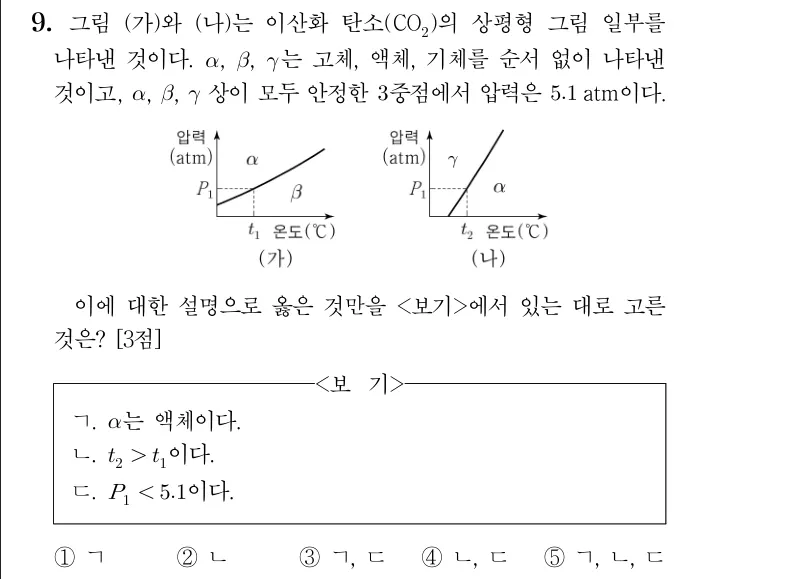 9. 그림 (가)와 (나)는 이산화 탄소(CO₂)의 상평형 그림 일부를
나타낸 것이다. α, β, γ는 고체, 액체, 기체를 순서 없이 나타낸
것이고, α, β, γ 상이 모두 안정한 3중점에서 압력은 5.1 atm이다.
압력
(atm)
α
P₁
β
t₁ 온도(℃)
(가)
압력
(atm)
γ
P₁
α
t₂ 온도(℃)
(나)
이에 대한 설명으로 옳은 것만을 <보기>에서 있는 대로 고른
것은? [3점]
<보 기>
ㄱ. α는 액체이다.
ㄴ. t₂ > t₁이다.
ㄷ. P₁ < 5.1이다.
① ㄱ ② ㄴ ③ ㄱ, ㄷ ④ ㄴ, ㄷ ⑤ ㄱ, ㄴ, ㄷ